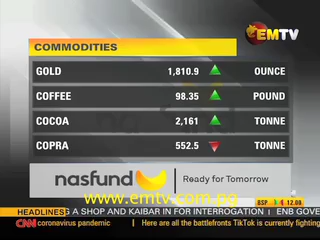 EMTV
COMMODITIES
GOLD 1,810.9 OUNCE
COFFEE 98.35 POUND
COCOA 2,161 TONNE
COPRA 552.5 TONNE
nasfund Ready for Tomorrow
www.emtv.com.pg
BSP 12.06
HEADLINES G A SHOP AND KAIBAR IN FOR INTERROGATION | ENB GOVE
CNN coronavirus pandemic Here are all the battlefronts TikTok is currently fighting